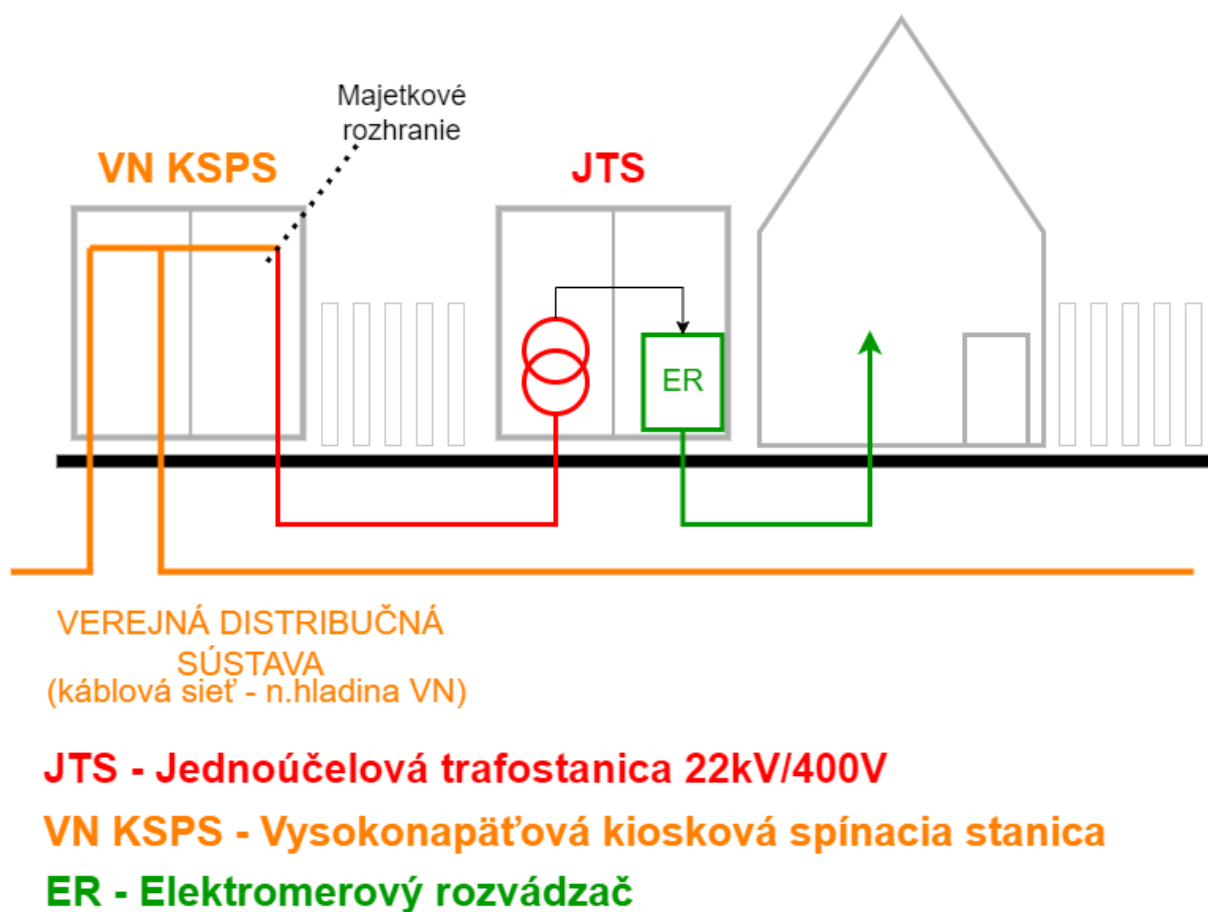 Majetkové
rozhranie
VN KSPS
JTS
ER
VEREJNÁ DISTRIBUČNÁ
SÚSTAVA
(káblová sieť - n.hladina VN)
JTS - Jednoúčelová trafostanica 22kV/400V
VN KSPS - Vysokonapäťová kiosková spínacia stanica
ER - Elektromerový rozvádzač